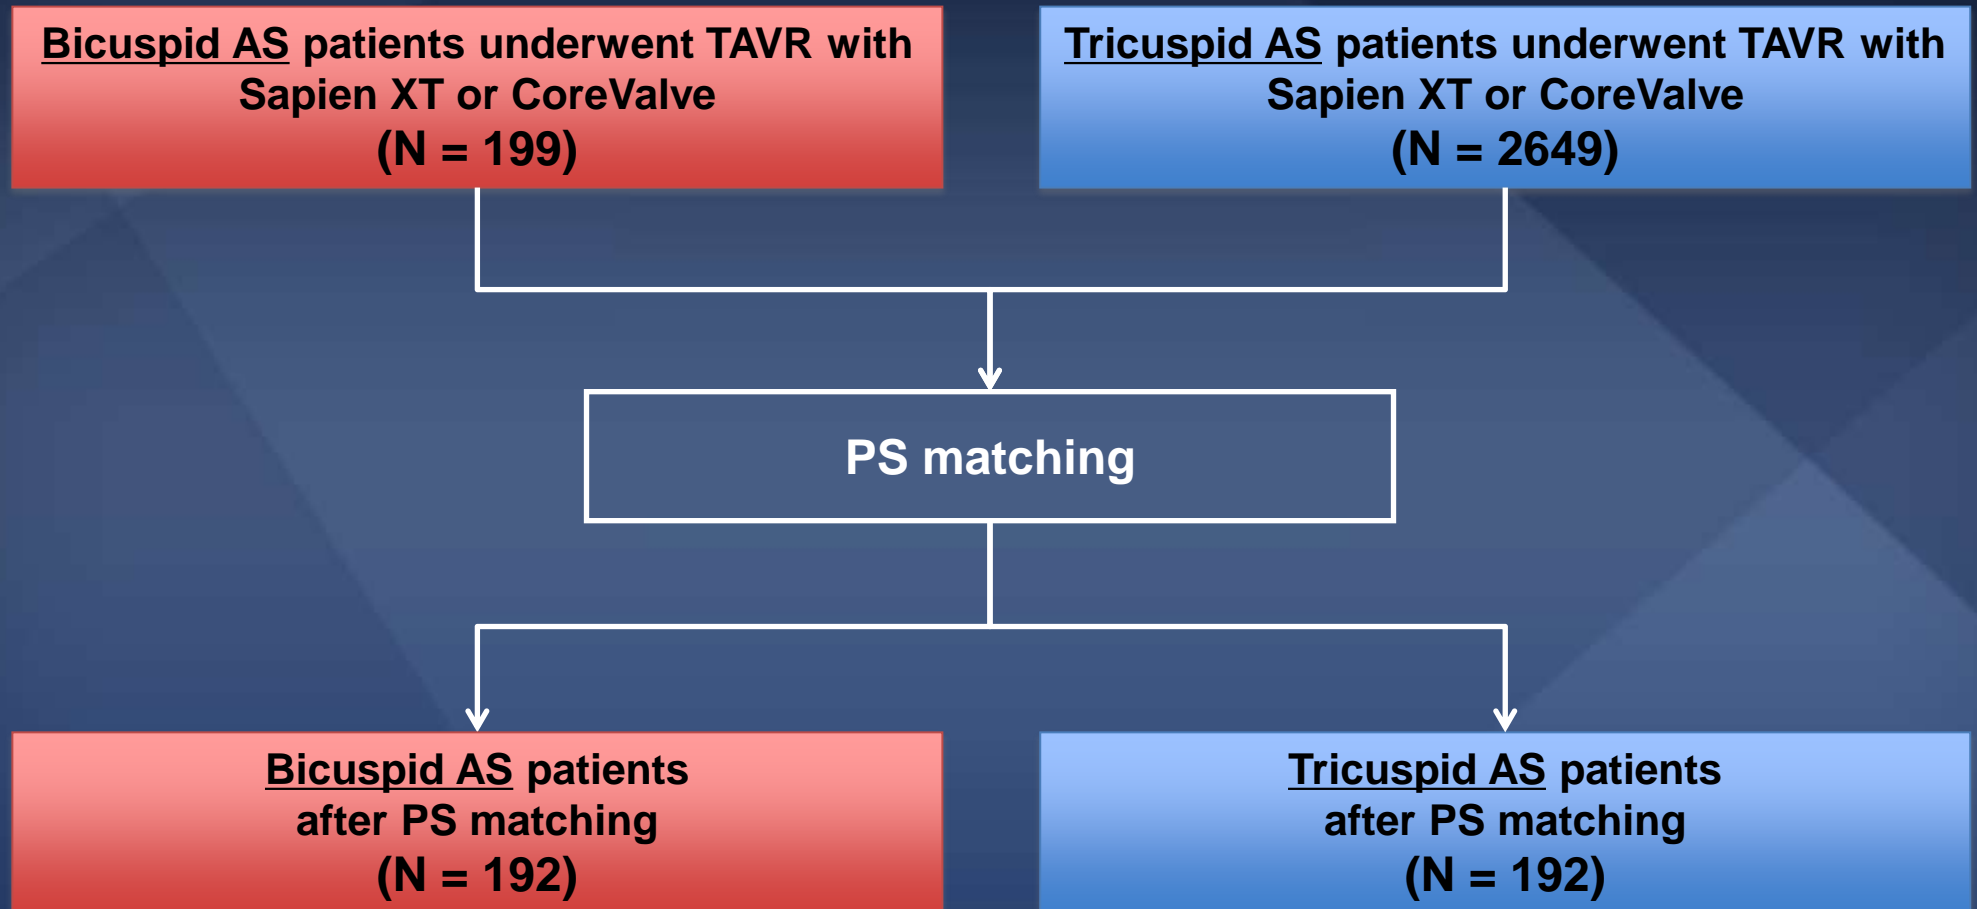 Bicuspid AS patients underwent TAVR with
Sapien XT or CoreValve
(N = 199)
Tricuspid AS patients underwent TAVR with
Sapien XT or CoreValve
(N = 2649)
PS matching
Bicuspid AS patients
after PS matching
(N = 192)
Tricuspid AS patients
after PS matching
(N = 192)